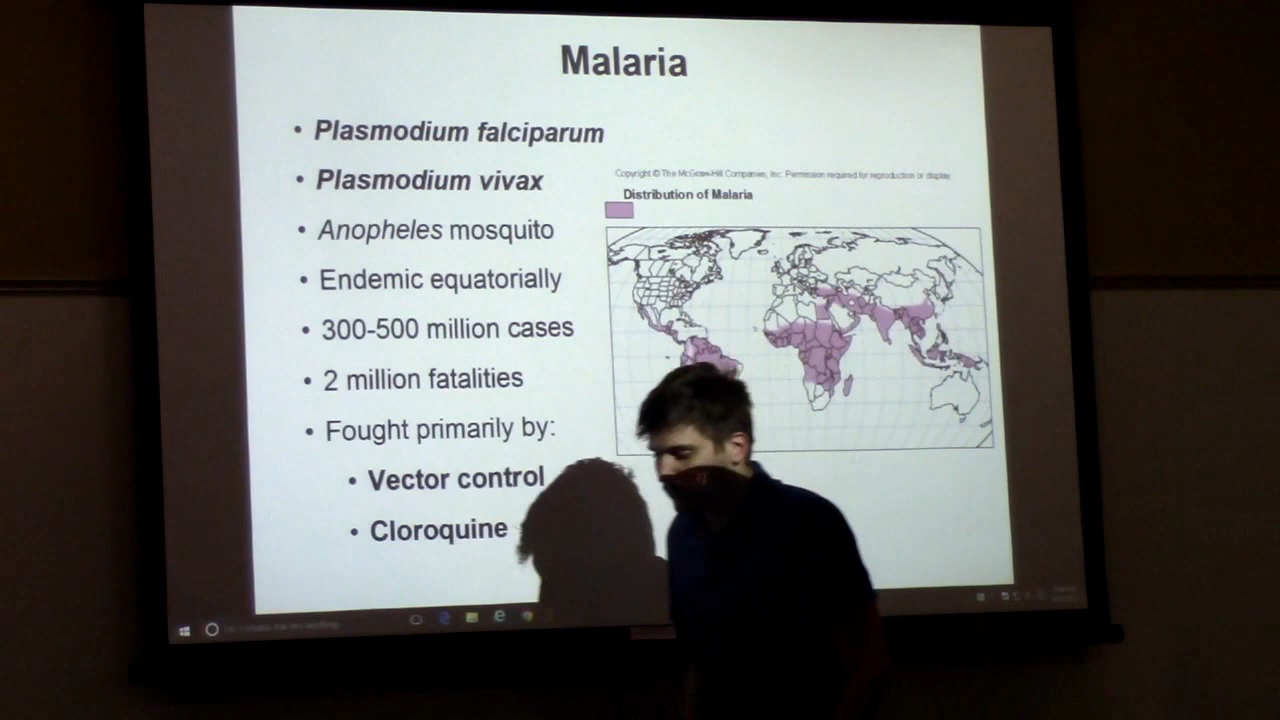 Malaria
• Plasmodium falciparum
• Plasmodium vivax
• Anopheles mosquito
• Endemic equatorially
• 300-500 million cases
• 2 million fatalities
• Fought primarily by:
• Vector control
• Cloroquine
Copyright © The McGraw-Hill Companies, Inc. Permission required for reproduction or display
Distribution of Malaria